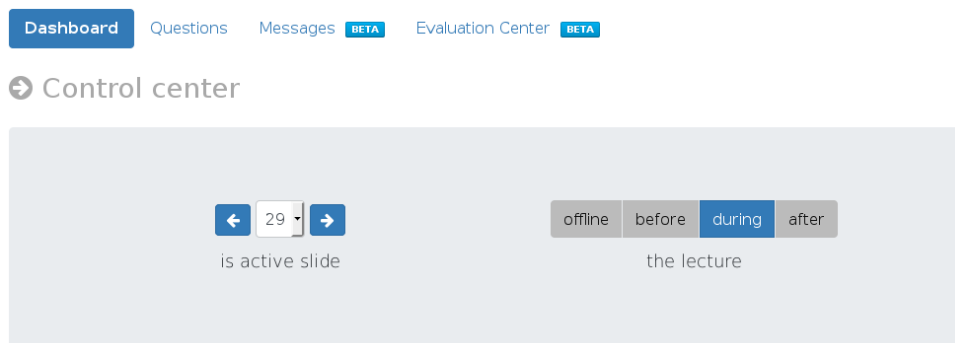 Dashboard Questions Messages BETA Evaluation Center BETA
Control center
29 offline before during after
is active slide the lecture